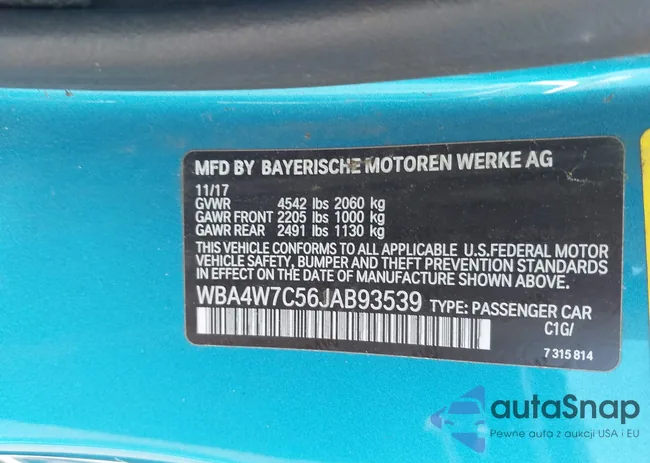 MFD BY BAYERISCHE MOTOREN WERKE AG
11/17
GVWR 4542 lbs 2060 kg
GAWR FRONT 2205 lbs 1000 kg
GAWR REAR 2491 lbs 1130 kg
THIS VEHICLE CONFORMS TO ALL APPLICABLE U.S.FEDERAL MOTOR
VEHICLE SAFETY, BUMPER, AND THEFT PREVENTION STANDARDS
IN EFFECT ON THE DATE OF MANUFACTURE SHOWN ABOVE.
WBA4W7C56JAB93539 TYPE: PASSENGER CAR
C1G/
7 315 814
autaSnap
Pewne auta z aukcji USA i EU